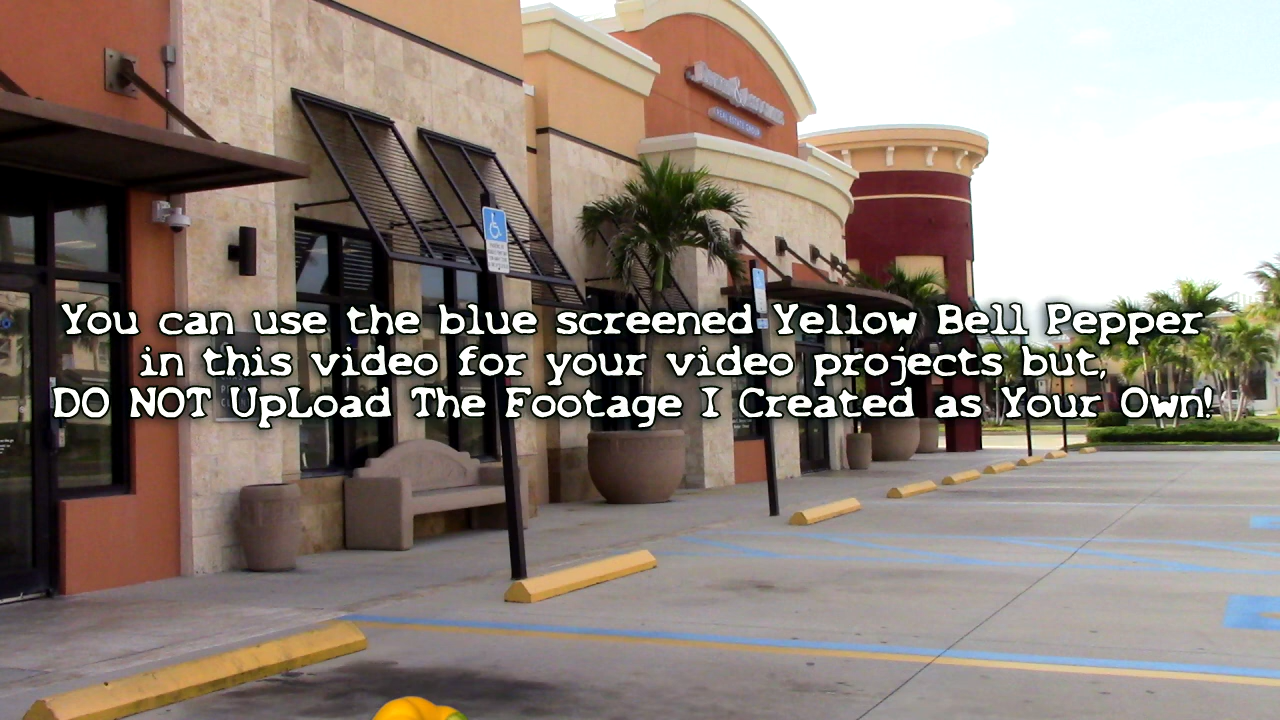 You can use the blue screened Yellow Bell Pepper
in this video for your video projects but,
DO NOT UpLoad The Footage I Created as Your Own!